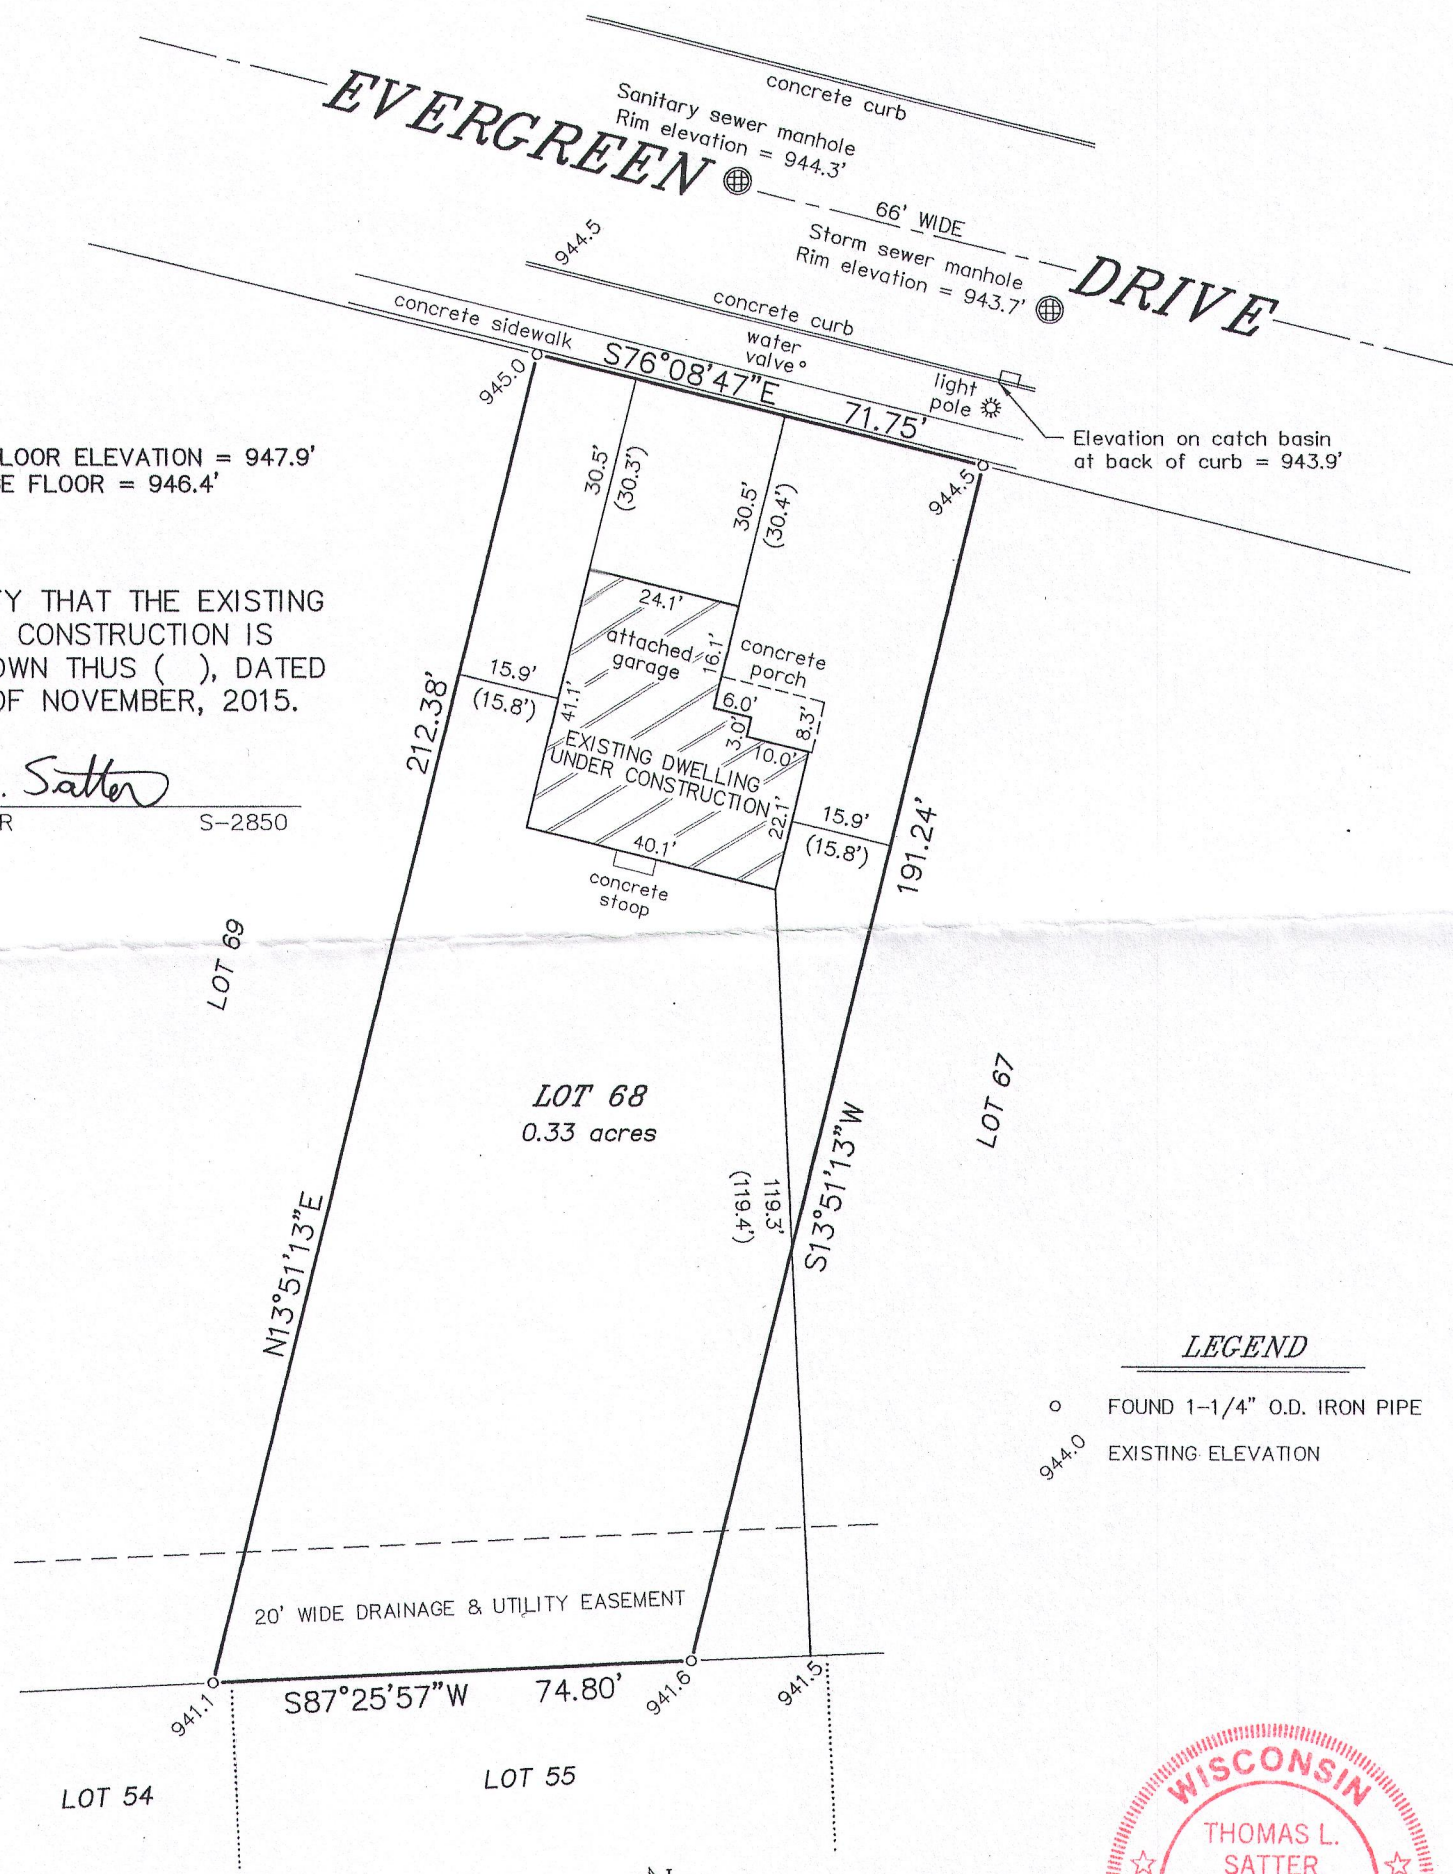 concrete curb
EVERGREEN
Sanitary sewer manhole
Rim elevation = 944.3'
66' WIDE
DRIVE
Storm sewer manhole
Rim elevation = 943.7'
944.5
concrete curb
concrete sidewalk
water
valve
S76°08'47"E
71.75'
light
pole
945.0
944.5
Elevation on catch basin
at back of curb = 943.9'
LOOR ELEVATION = 947.9'
E FLOOR = 946.4'
30.5'
(30.3')
30.5'
(30.4')
Y THAT THE EXISTING
CONSTRUCTION IS
OWN THUS ( ), DATED
OF NOVEMBER, 2015.
. Satter
R
S-2850
24.1'
attached
garage
16.1'
concrete
porch
15.9'
(15.8')
41.1'
6.0'
8.3'
3.0'
10.0'
EXISTING DWELLING
UNDER CONSTRUCTION
22.1'
15.9'
(15.8')
40.1'
concrete
stoop
212.38'
191.24'
LOT 69
LOT 68
0.33 acres
LOT 67
119.3'
(119.4')
N13°51'13"E
S13°51'13"W
LEGEND
FOUND 1-1/4" O.D. IRON PIPE
944.0
EXISTING ELEVATION
20' WIDE DRAINAGE & UTILITY EASEMENT
S87°25'57"W
74.80'
941.1
941.6
941.5
LOT 54
LOT 55
N
WISCONSIN
THOMAS L.
SATTER